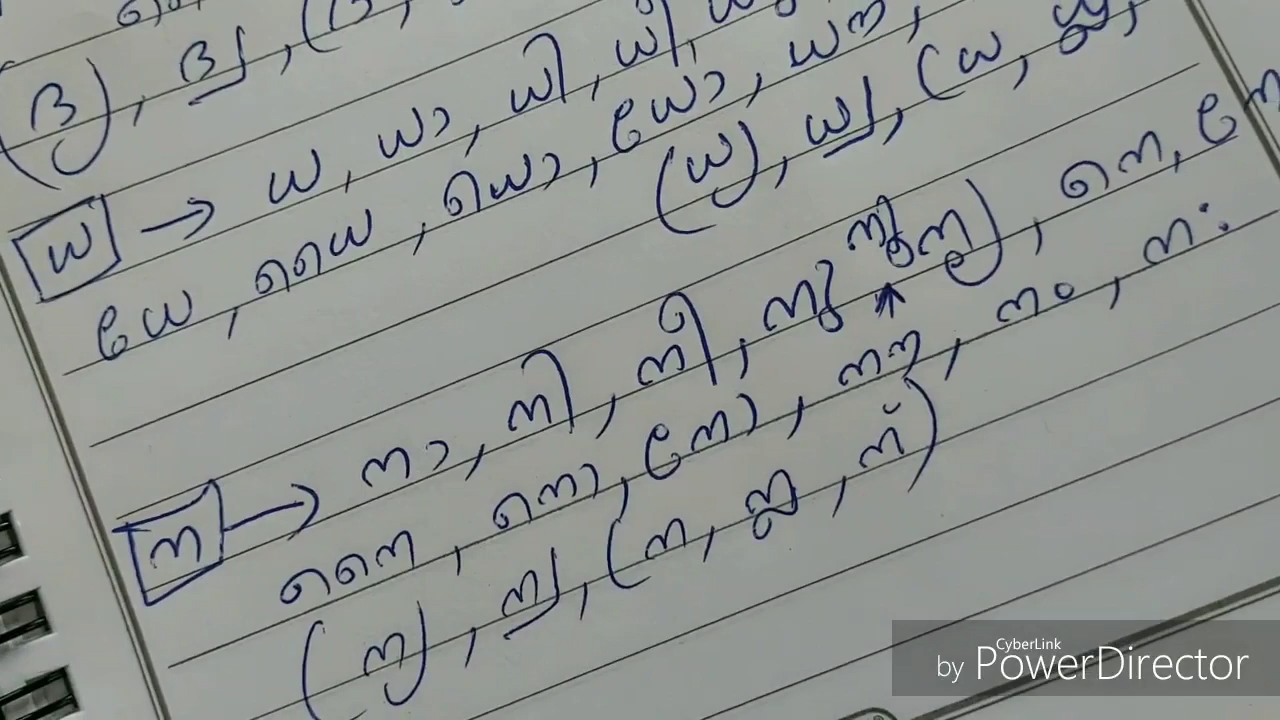 ദ്ര, ദ്യ, (ദ,
ധ → ധ, ധാ, ധി, ധീ,
ധേ, ധൈ, ധൊ, ധോ, ധൗ,
(ധ്ര), ധ്യ, (ധ,
ന → നാ, നി, നീ, നു, നൂ, നൃ), നെ, നേ
നൈ, നൊ, നോ, നൗ, നം, നഃ
(ന്ര), ന്യ, (ന, ന്ല, ന്)
CyberLink
by PowerDirector